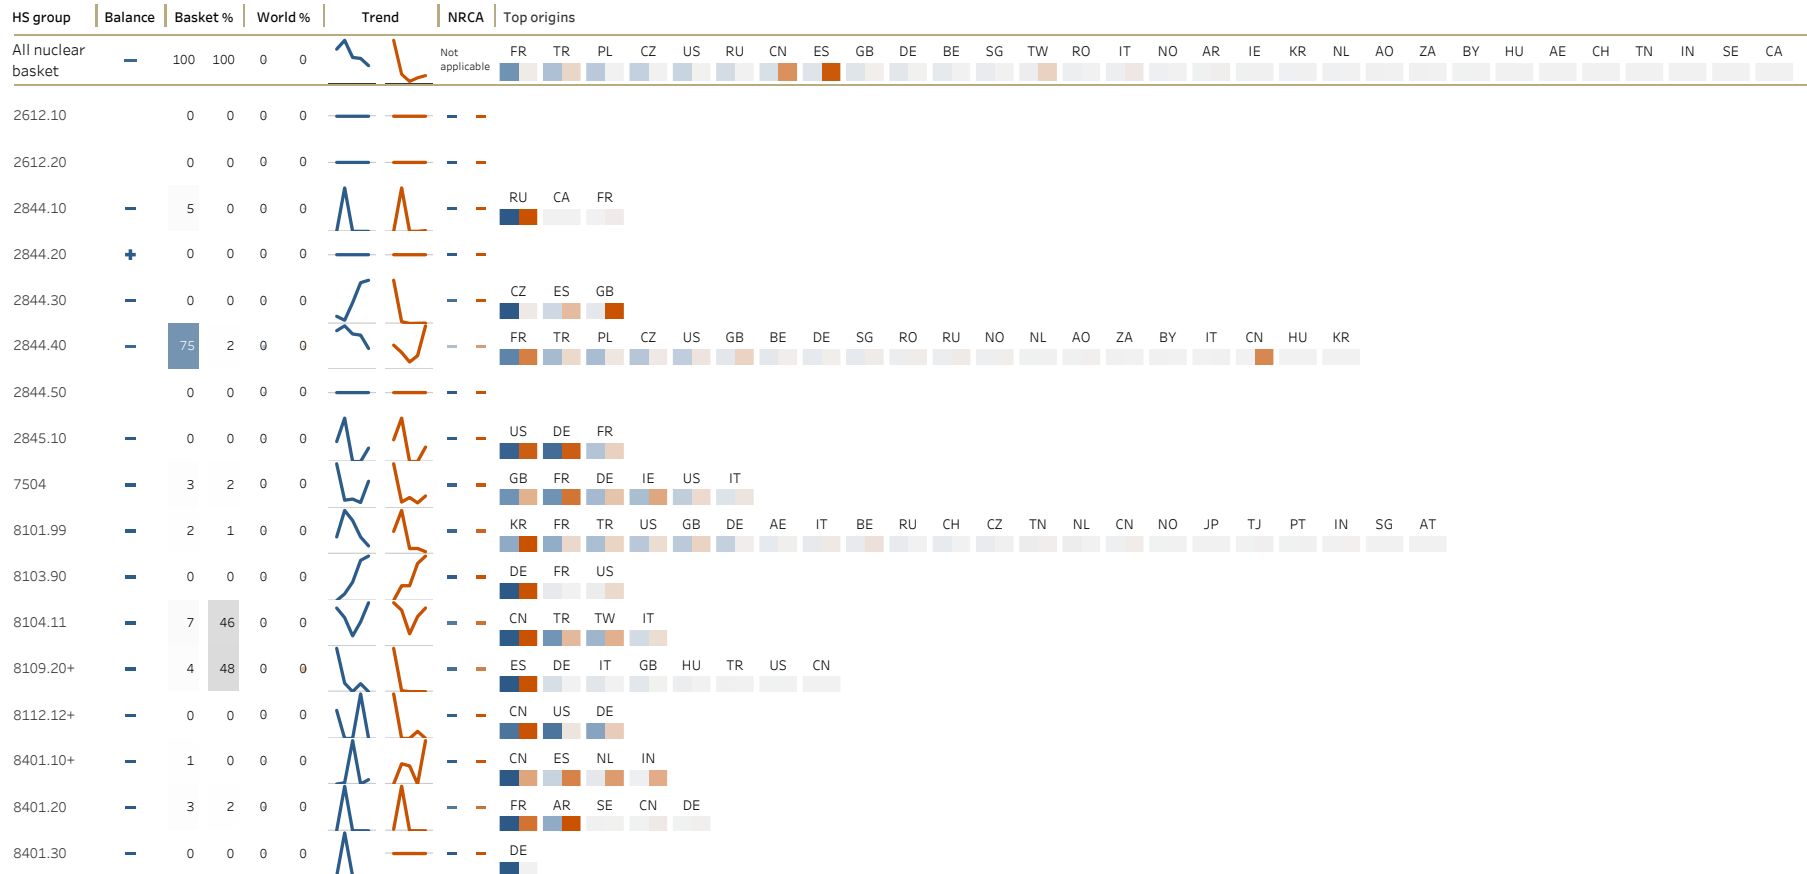 HS group Balance Basket % World % Trend NRCA Top origins
All nuclear basket 100 100 0 0 Not applicable FR TR PL CZ US RU CN ES GB DE BE SG TW RO IT NO AR IE KR NL AO ZA BY HU AE CH TN IN SE CA
2612.10 0 0 0 0
2612.20 0 0 0 0
2844.10 5 0 0 0 RU CA FR
2844.20 0 0 0 0
2844.30 0 0 0 0 CZ ES GB
2844.40 75 2 0 0 FR TR PL CZ US GB BE DE SG RO RU NO NL AO ZA BY IT CN HU KR
2844.50 0 0 0 0
2845.10 0 0 0 0 US DE FR
7504 3 2 0 0 GB FR DE IE US IT
8101.99 2 1 0 0 KR FR TR US GB DE AE IT BE RU CH CZ TN NL CN NO JP TJ PT IN SG AT
8103.90 0 0 0 0 DE FR US
8104.11 7 46 0 0 CN TR TW IT
8109.20+ 4 48 0 0 ES DE IT GB HU TR US CN
8112.12+ 0 0 0 0 CN US DE
8401.10+ 1 0 0 0 CN ES NL IN
8401.20 3 2 0 0 FR AR SE CN DE
8401.30 0 0 0 0 DE